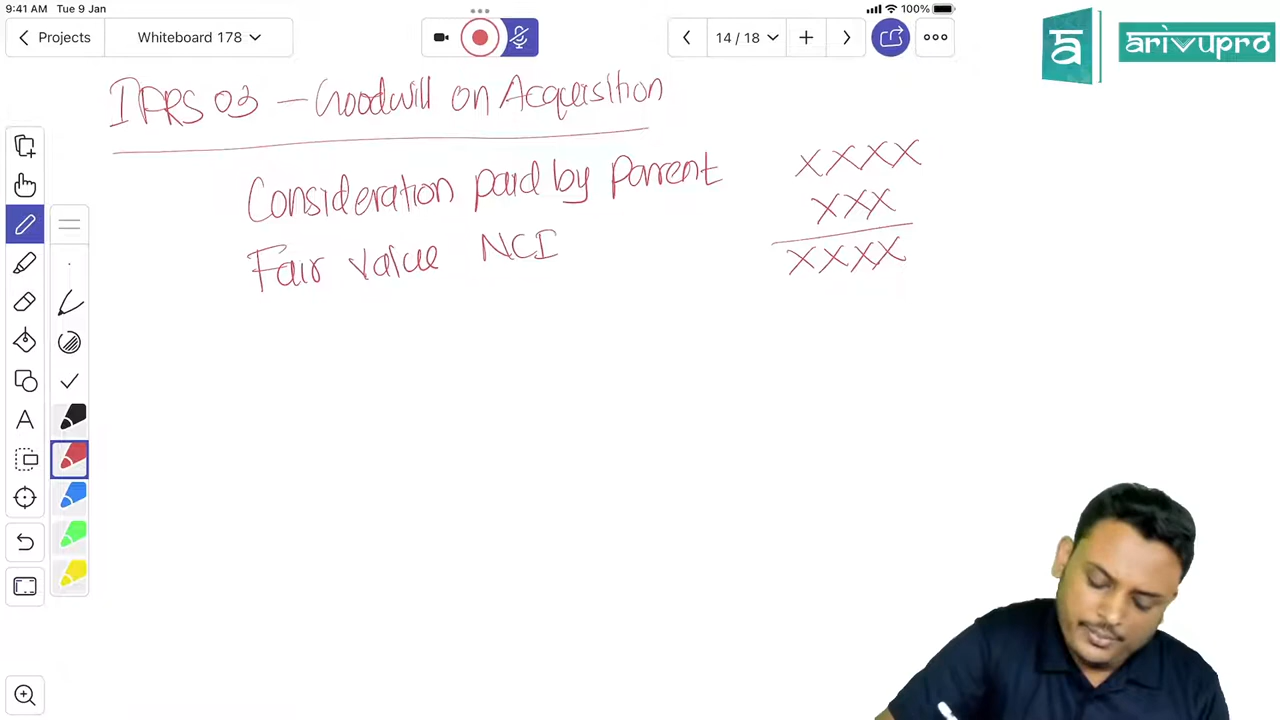 9:41 AM Tue 9 Jan
100%
Projects
Whiteboard 178
14 / 18
arivupro
IFRS 03 – Goodwill on Acquisition
Consideration paid by Parrent XXXX
Fair value NCI XXX
XXXX
A